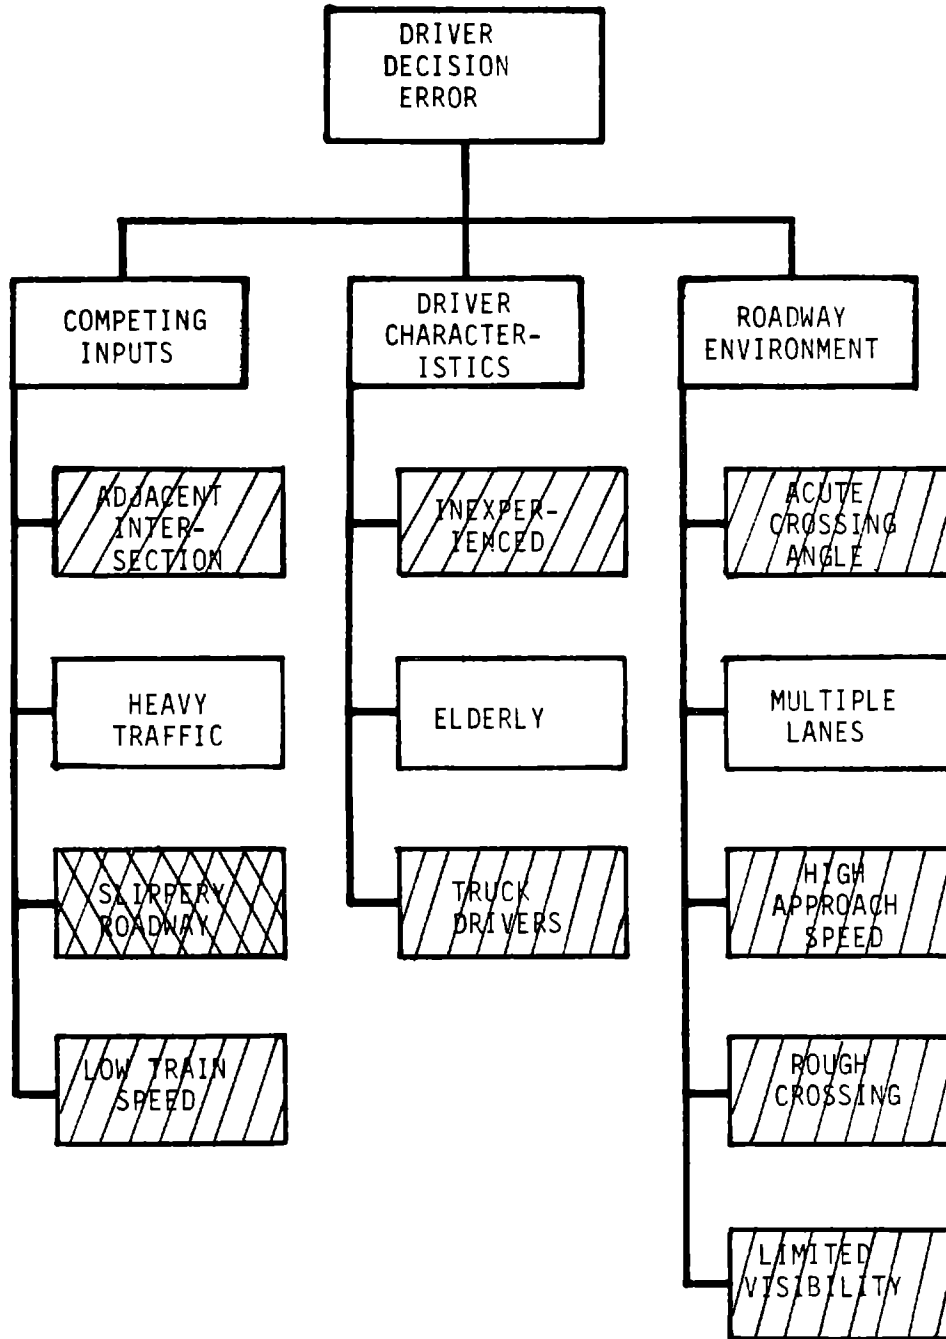 DRIVER
DECISION
ERROR
COMPETING
INPUTS
DRIVER
CHARACTER-
ISTICS
ROADWAY
ENVIRONMENT
ADJACENT
INTER-
SECTION
INEXPER-
IENCED
ACUTE
CROSSING
ANGLE
HEAVY
TRAFFIC
ELDERLY
MULTIPLE
LANES
SLIPPERY
ROADWAY
TRUCK
DRIVERS
HIGH
APPROACH
SPEED
LOW TRAIN
SPEED
ROUGH
CROSSING
LIMITED
VISIBILITY